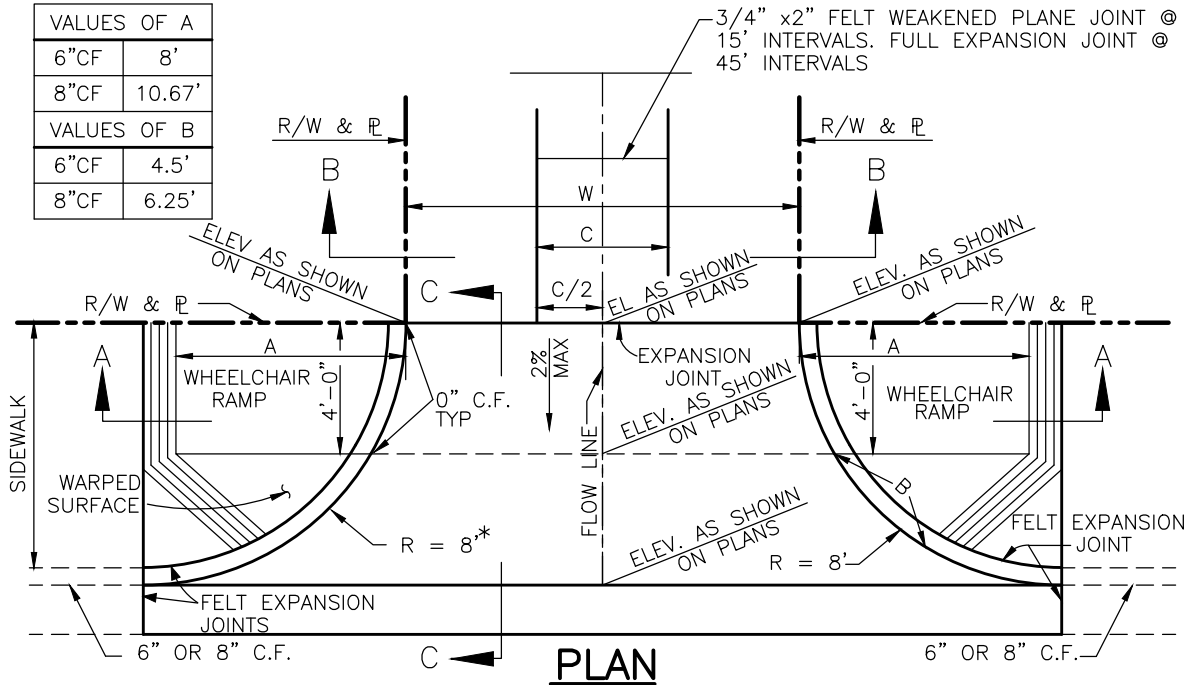 VALUES OF A
6"CF 8'
8"CF 10.67'
VALUES OF B
6"CF 4.5'
8"CF 6.25'
3/4" x2" FELT WEAKENED PLANE JOINT @
15' INTERVALS. FULL EXPANSION JOINT @
45' INTERVALS
R/W & ⅊
R/W & ⅊
B
B
W
C
C/2
ELEV AS SHOWN
ON PLANS
EL AS SHOWN
ON PLANS
ELEV. AS SHOWN
ON PLANS
R/W & ⅊
R/W & ⅊
C
A
A
A
A
WHEELCHAIR
RAMP
4'-0"
0" C.F.
TYP
2%
MAX
EXPANSION
JOINT
4'-0"
WHEELCHAIR
RAMP
ELEV. AS SHOWN
ON PLANS
SIDEWALK
FLOW LINE
WARPED
SURFACE
B
R = 8'*
ELEV. AS SHOWN
ON PLANS
R = 8'
FELT EXPANSION
JOINT
FELT EXPANSION
JOINTS
6" OR 8" C.F.
C
6" OR 8" C.F.
PLAN